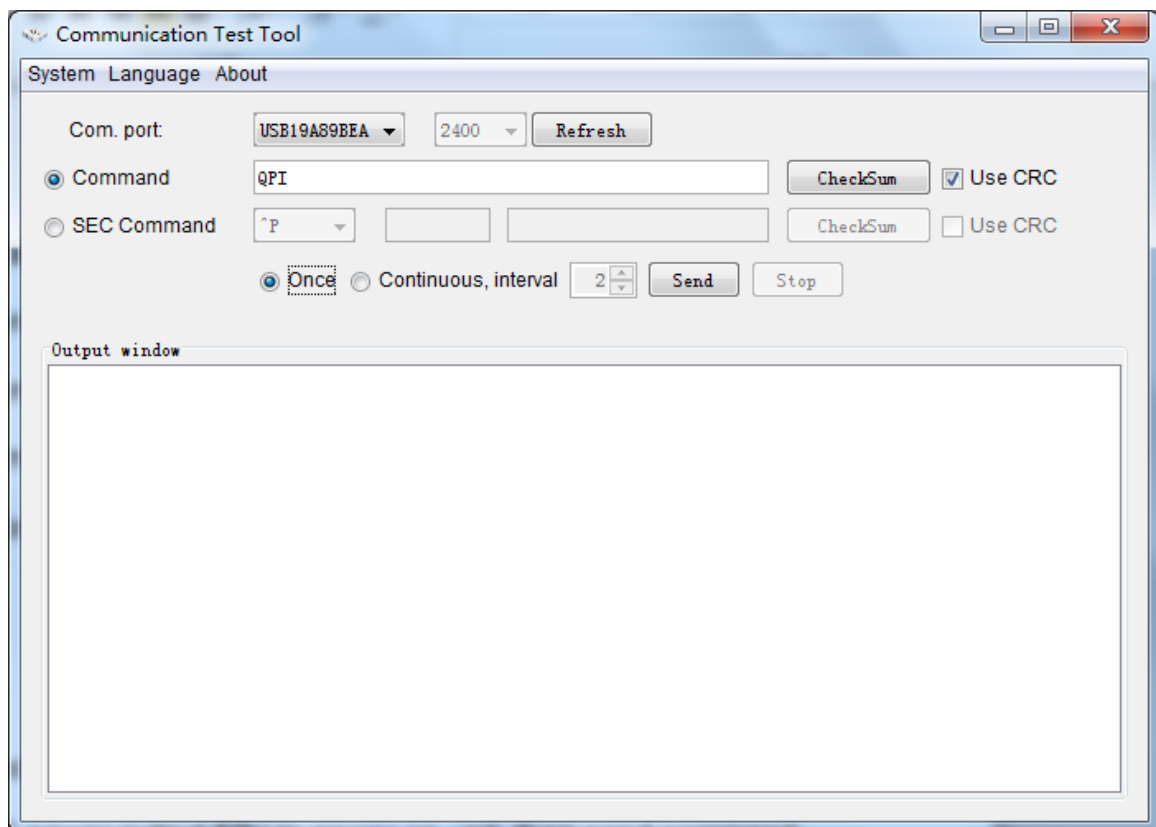 Communication Test Tool
System Language About
Com. port: USB19A89BEA 2400 Refresh
Command QPI CheckSum Use CRC
SEC Command ^P CheckSum Use CRC
Once Continuous, interval 2 Send Stop
Output window